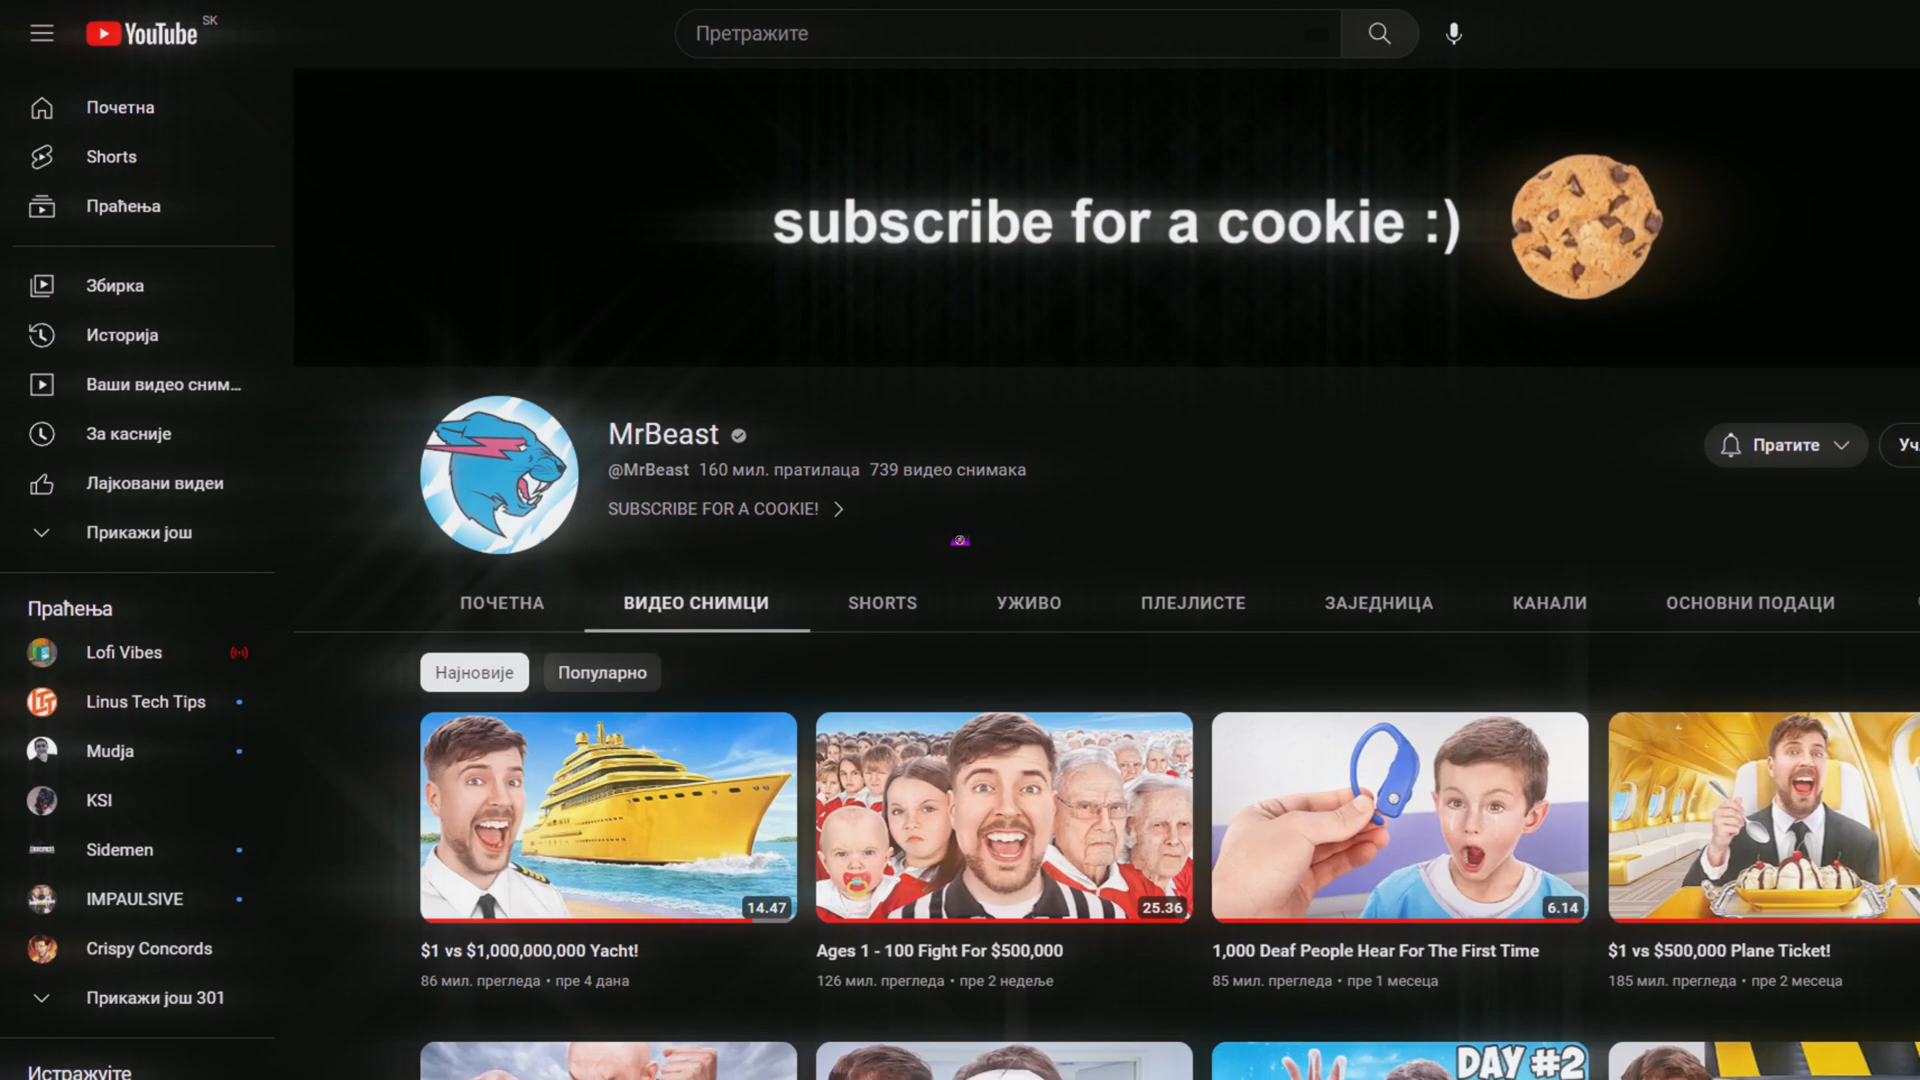 YouTube SK
Претражите
Почетна
Shorts
Праћења
Збирка
Историја
Ваши видео сним...
За касније
Лајковани видеи
Прикажи још
Праћења
Lofi Vibes
Linus Tech Tips
Mudja
KSI
Sidemen
IMPAULSIVE
Crispy Concords
Прикажи још 301
Истражујте
subscribe for a cookie :)
MrBeast
@MrBeast 160 мил. пратилаца 739 видео снимака
SUBSCRIBE FOR A COOKIE!
Пратите
ПОЧЕТНА ВИДЕО СНИМЦИ SHORTS УЖИВО ПЛЕЈЛИСТЕ ЗАЈЕДНИЦА КАНАЛИ ОСНОВНИ ПОДАЦИ
Најновије Популарно
14.47
$1 vs $1,000,000,000 Yacht!
86 мил. прегледа • пре 4 дана
25.36
Ages 1 - 100 Fight For $500,000
126 мил. прегледа • пре 2 недеље
6.14
1,000 Deaf People Hear For The First Time
85 мил. прегледа • пре 1 месеца
$1 vs $500,000 Plane Ticket!
185 мил. прегледа • пре 2 месеца
DAY #2